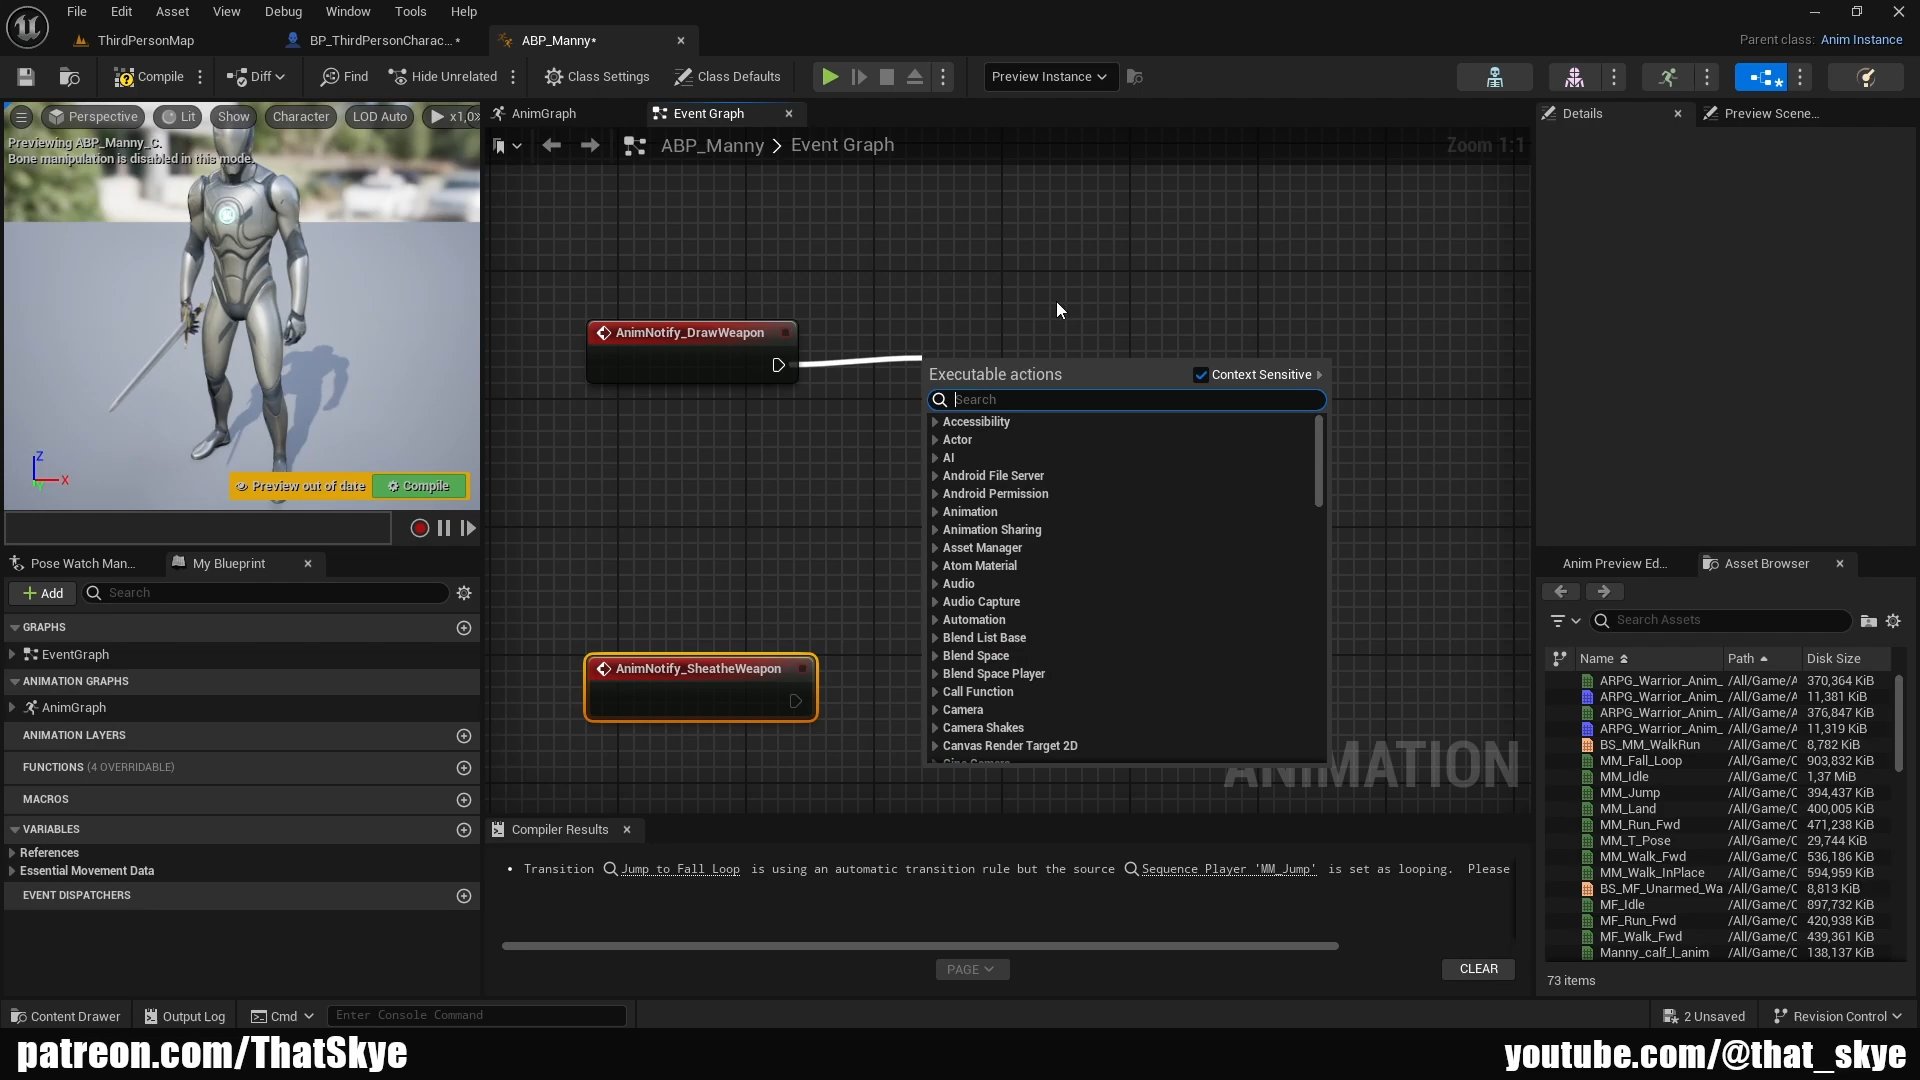 File Edit Asset View Debug Window Tools Help
ThirdPersonMap
BP_ThirdPersonCharac...*
ABP_Manny*
Parent class: Anim Instance
Compile
Diff
Find
Hide Unrelated
Class Settings
Class Defaults
Preview Instance
Perspective
Lit
Show
Character
LOD Auto
x1,0
Previewing ABP_Manny_C.
Bone manipulation is disabled in this mode.
Z
X
Preview out of date
Compile
AnimGraph
Event Graph
ABP_Manny > Event Graph
Zoom 1:1
AnimNotify_DrawWeapon
AnimNotify_SheatheWeapon
Executable actions
Context Sensitive
Search
Accessibility
Actor
AI
Android File Server
Android Permission
Animation
Animation Sharing
Asset Manager
Atom Material
Audio
Audio Capture
Automation
Blend List Base
Blend Space
Blend Space Player
Call Function
Camera
Camera Shakes
Canvas Render Target 2D
ANIMATION
Pose Watch Man...
My Blueprint
Add
Search
GRAPHS
EventGraph
ANIMATION GRAPHS
AnimGraph
ANIMATION LAYERS
FUNCTIONS (4 OVERRIDABLE)
MACROS
VARIABLES
References
Essential Movement Data
EVENT DISPATCHERS
Compiler Results
• Transition Jump to Fall Loop is using an automatic transition rule but the source Sequence Player 'MM_Jump' is set as looping. Please
PAGE
CLEAR
Details
Preview Scene...
Anim Preview Ed...
Asset Browser
Search Assets
Name Path Disk Size
ARPG_Warrior_Anim_ /All/Game/A 370,364 KiB
ARPG_Warrior_Anim_ /All/Game/A 11,381 KiB
ARPG_Warrior_Anim_ /All/Game/A 376,847 KiB
ARPG_Warrior_Anim_ /All/Game/A 11,319 KiB
BS_MM_WalkRun /All/Game/C 8,782 KiB
MM_Fall_Loop /All/Game/C 903,832 KiB
MM_Idle /All/Game/C 1,37 MiB
MM_Jump /All/Game/C 394,437 KiB
MM_Land /All/Game/C 400,005 KiB
MM_Run_Fwd /All/Game/C 471,238 KiB
MM_T_Pose /All/Game/C 29,744 KiB
MM_Walk_Fwd /All/Game/C 536,186 KiB
MM_Walk_InPlace /All/Game/C 594,959 KiB
BS_MF_Unarmed_Wa /All/Game/C 8,813 KiB
MF_Idle /All/Game/C 897,732 KiB
MF_Run_Fwd /All/Game/C 420,938 KiB
MF_Walk_Fwd /All/Game/C 439,361 KiB
Manny_calf_l_anim /All/Game/C 138,137 KiB
73 items
Content Drawer
Output Log
Cmd
Enter Console Command
2 Unsaved
Revision Control
patreon.com/ThatSkye
youtube.com/@that_skye